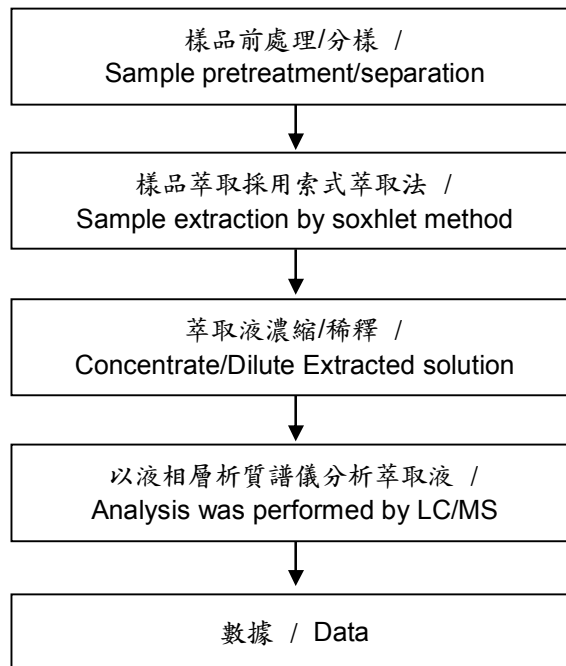 樣品前處理/分樣 /
Sample pretreatment/separation
樣品萃取採用索式萃取法 /
Sample extraction by soxhlet method
萃取液濃縮/稀釋 /
Concentrate/Dilute Extracted solution
以液相層析質譜儀分析萃取液 /
Analysis was performed by LC/MS
數據 / Data